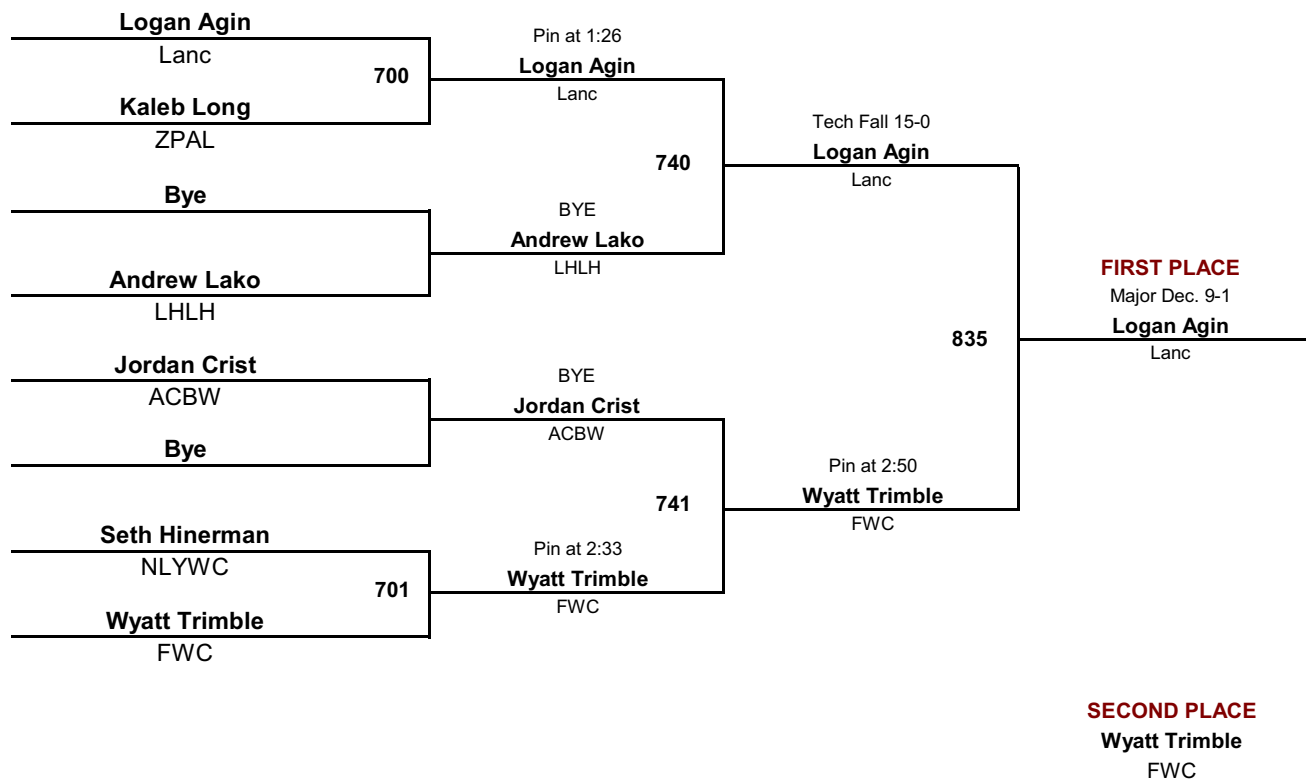 Logan Agin
Lanc
700
Kaleb Long
ZPAL
Bye
Andrew Lako
LHLH
Jordan Crist
ACBW
Bye
Seth Hinerman
NLYWC
701
Wyatt Trimble
FWC
Pin at 1:26
Logan Agin
Lanc
740
BYE
Andrew Lako
LHLH
BYE
Jordan Crist
ACBW
741
Pin at 2:33
Wyatt Trimble
FWC
Tech Fall 15-0
Logan Agin
Lanc
835
Pin at 2:50
Wyatt Trimble
FWC
FIRST PLACE
Major Dec. 9-1
Logan Agin
Lanc
SECOND PLACE
Wyatt Trimble
FWC